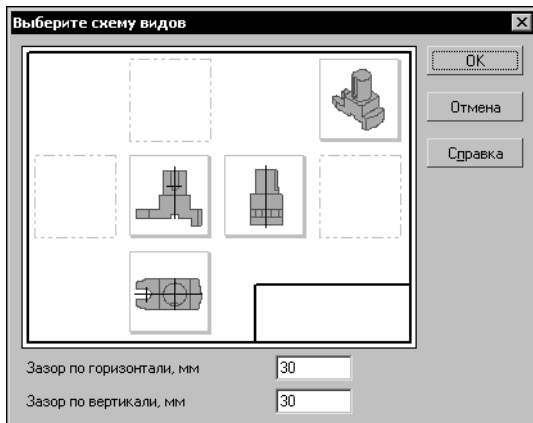 Выберите схему видов
OK
Отмена
Справка
Зазор по горизонтали, мм 30
Зазор по вертикали, мм 30